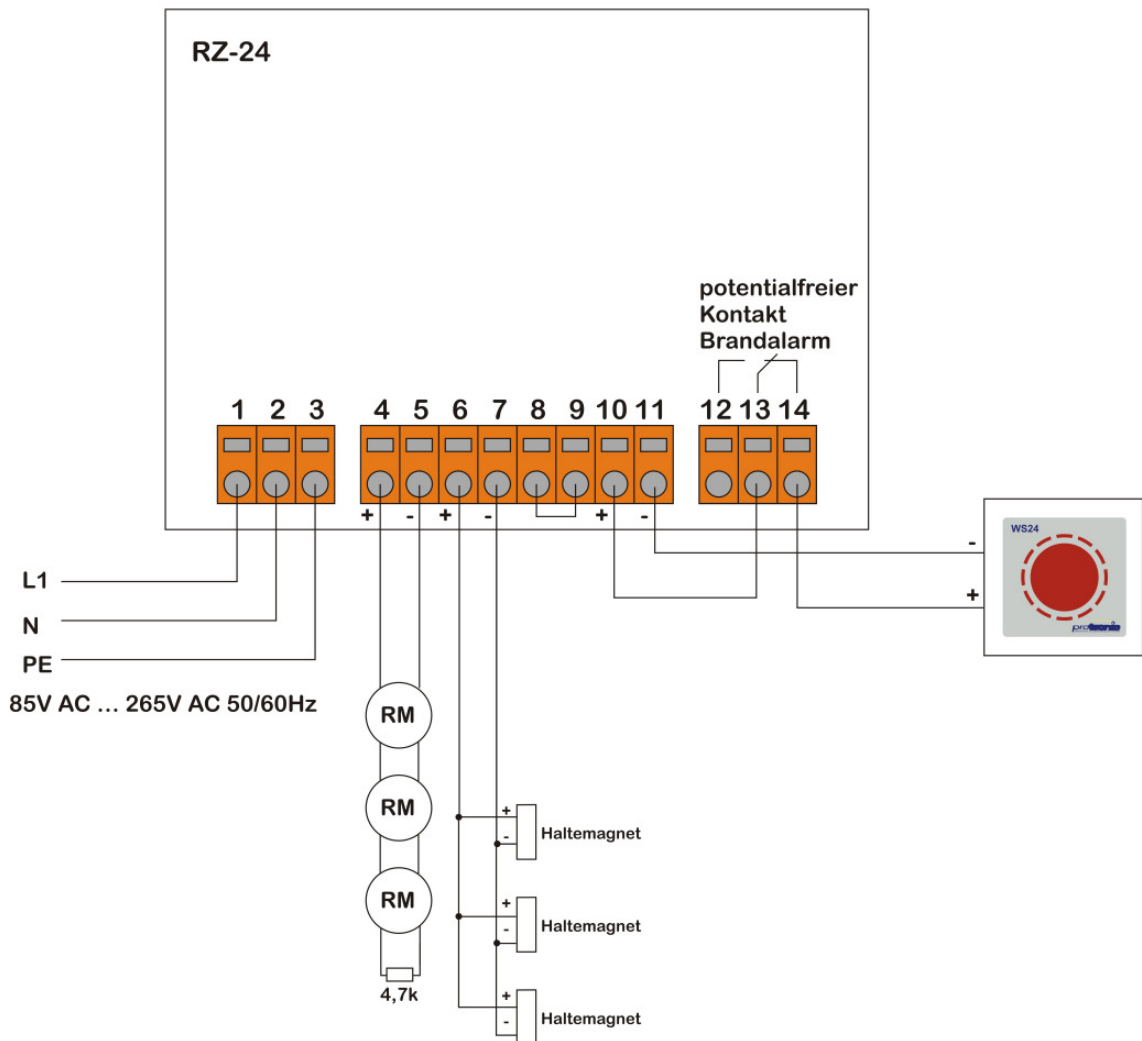 RZ-24
potentialfreier
Kontakt
Brandalarm
1 2 3 4 5 6 7 8 9 10 11 12 13 14
+ - + - + -
WS24
protronic
-
+
L1
N
PE
85V AC ... 265V AC 50/60Hz
RM
RM
RM
4,7k
+
- Haltemagnet
+
- Haltemagnet
+
- Haltemagnet